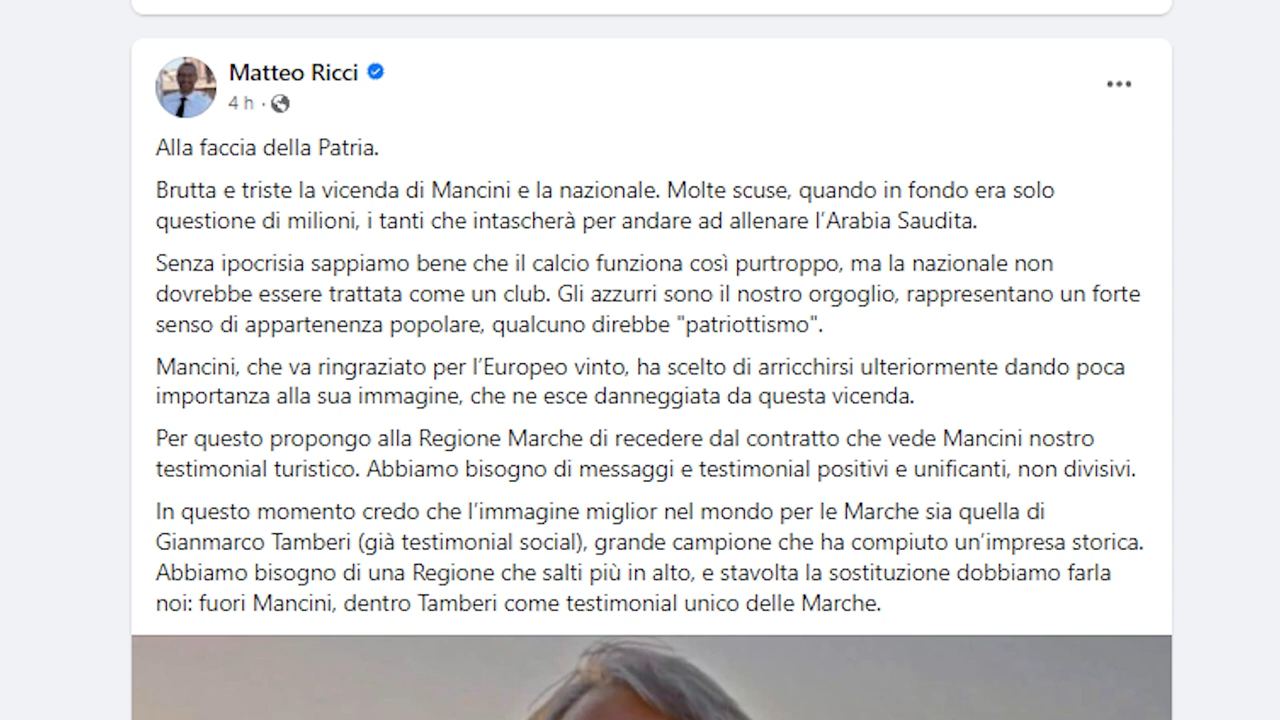 Matteo Ricci
4 h ·
Alla faccia della Patria.
Brutta e triste la vicenda di Mancini e la nazionale. Molte scuse, quando in fondo era solo
questione di milioni, i tanti che intascherà per andare ad allenare l'Arabia Saudita.
Senza ipocrisia sappiamo bene che il calcio funziona così purtroppo, ma la nazionale non
dovrebbe essere trattata come un club. Gli azzurri sono il nostro orgoglio, rappresentano un forte
senso di appartenenza popolare, qualcuno direbbe "patriottismo".
Mancini, che va ringraziato per l'Europeo vinto, ha scelto di arricchirsi ulteriormente dando poca
importanza alla sua immagine, che ne esce danneggiata da questa vicenda.
Per questo propongo alla Regione Marche di recedere dal contratto che vede Mancini nostro
testimonial turistico. Abbiamo bisogno di messaggi e testimonial positivi e unificanti, non divisivi.
In questo momento credo che l'immagine miglior nel mondo per le Marche sia quella di
Gianmarco Tamberi (già testimonial social), grande campione che ha compiuto un'impresa storica.
Abbiamo bisogno di una Regione che salti più in alto, e stavolta la sostituzione dobbiamo farla
noi: fuori Mancini, dentro Tamberi come testimonial unico delle Marche.